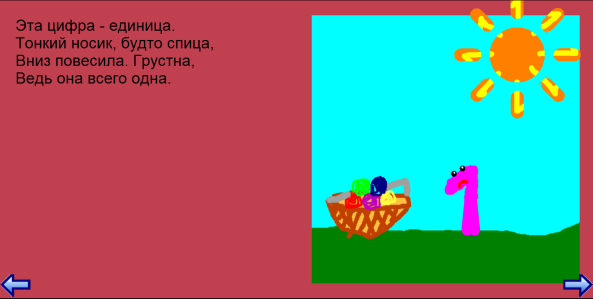 Эта цифра - единица.
Тонкий носик, будто спица,
Вниз повесила. Грустна,
Ведь она всего одна.